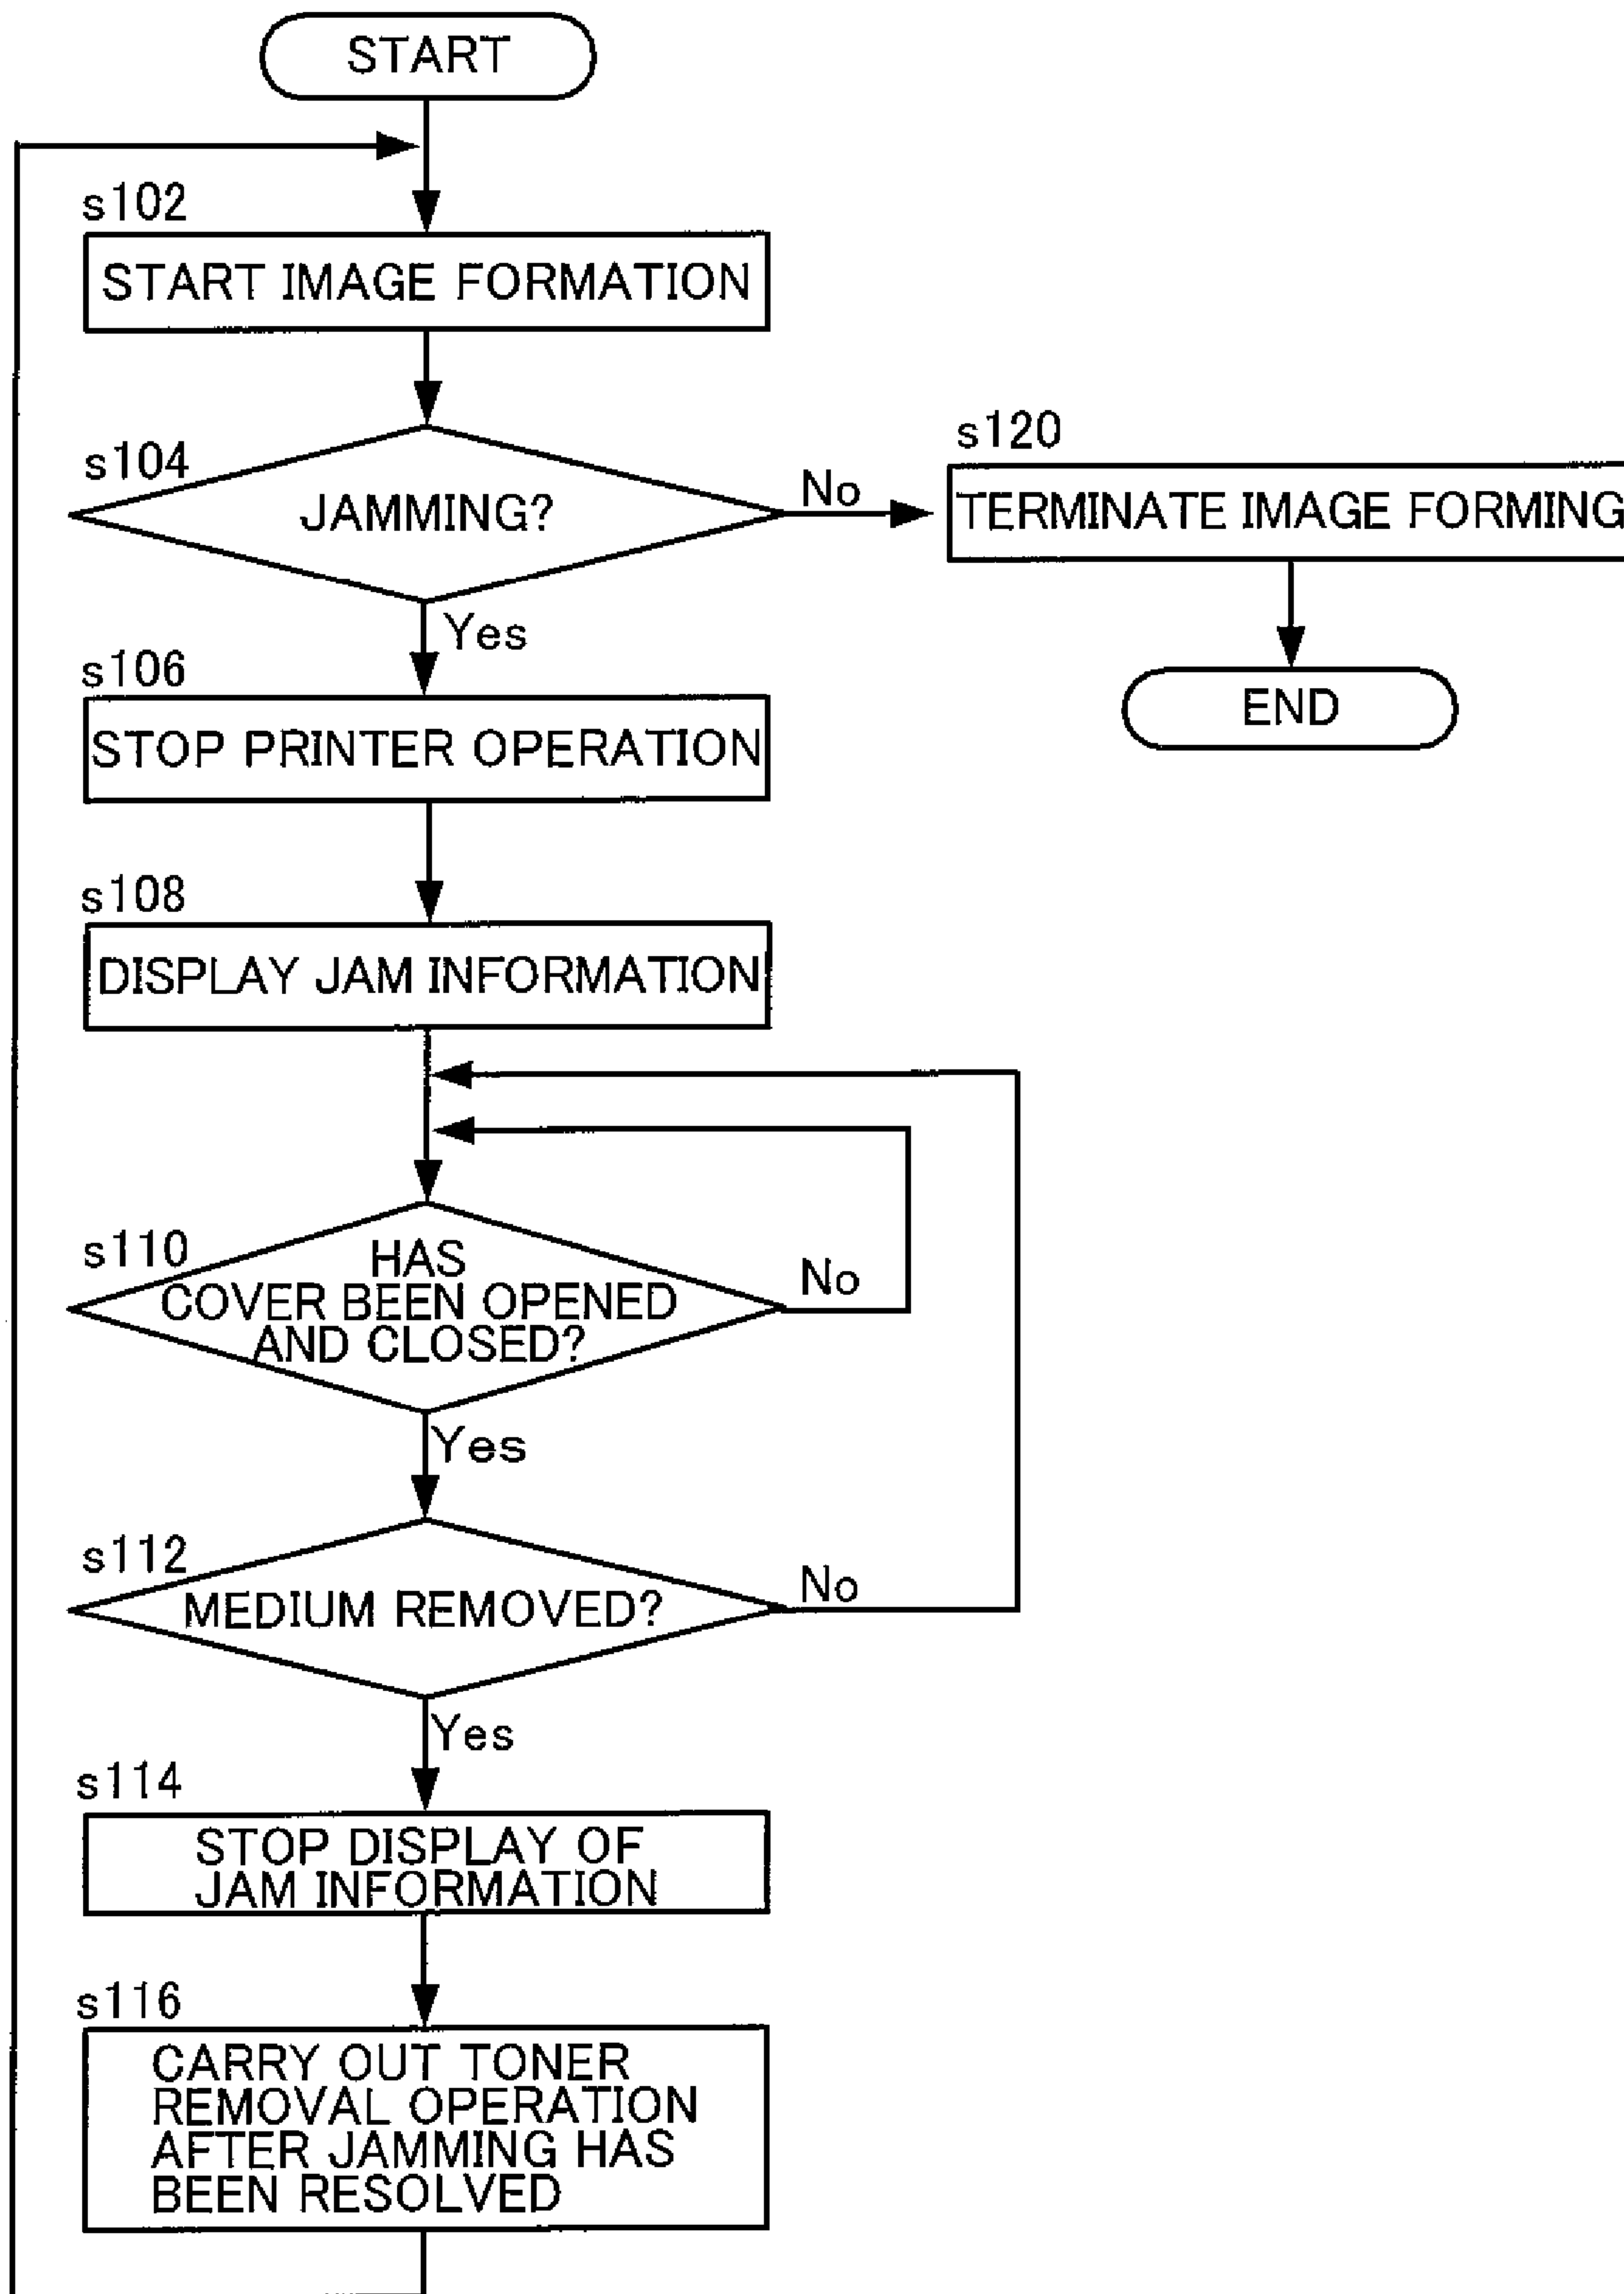 START
s102
START IMAGE FORMATION
s104
JAMMING?
No
s120
TERMINATE IMAGE FORMING
Yes
END
s106
STOP PRINTER OPERATION
s108
DISPLAY JAM INFORMATION
s110
HAS
COVER BEEN OPENED
AND CLOSED?
No
Yes
s112
MEDIUM REMOVED?
No
Yes
s114
STOP DISPLAY OF
JAM INFORMATION
s116
CARRY OUT TONER
REMOVAL OPERATION
AFTER JAMMING HAS
BEEN RESOLVED